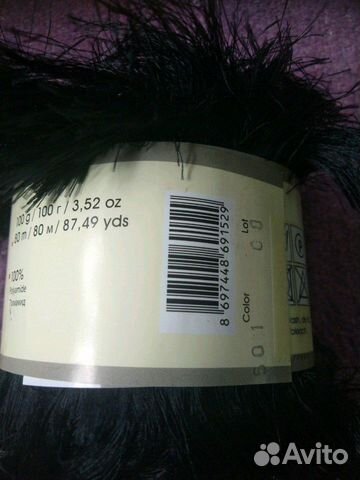 100 g / 100 г / 3,52 oz
80 m / 80 м / 87,49 yds
100%
Polyamide
Полиамид
8 697448 691529
Color
501
Lot
Avito